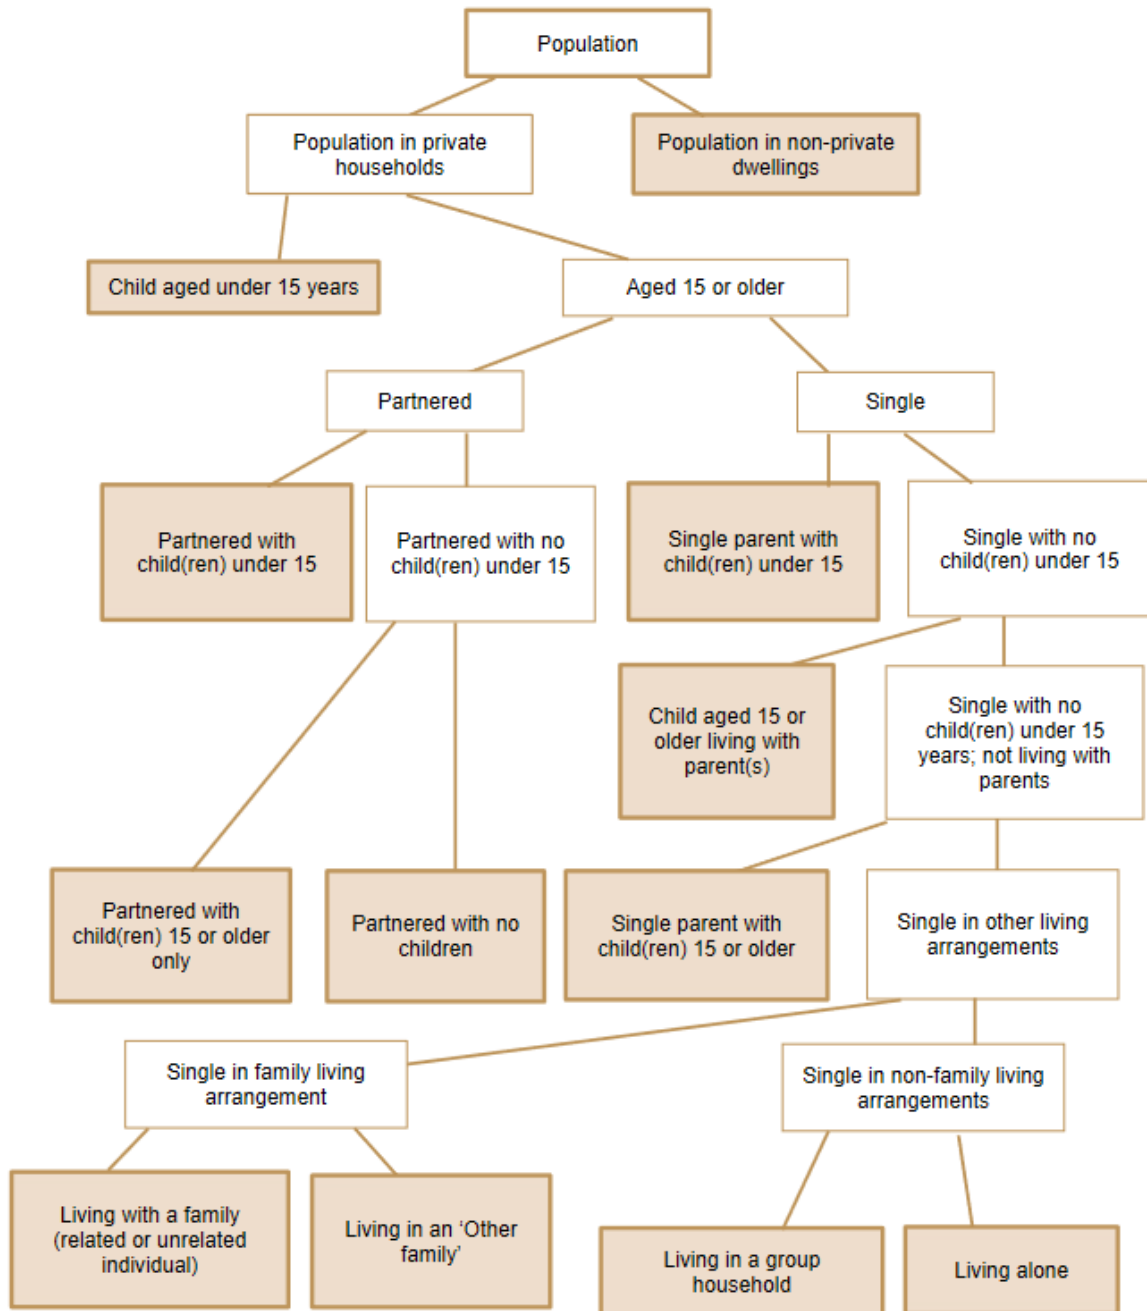 Population
Population in private
households
Population in non-private
dwellings
Child aged under 15 years
Aged 15 or older
Partnered
Single
Partnered with
child(ren) under 15
Partnered with no
child(ren) under 15
Single parent with
child(ren) under 15
Single with no
child(ren) under 15
Child aged 15 or
older living with
parent(s)
Single with no
child(ren) under 15
years; not living with
parents
Partnered with
child(ren) 15 or older
only
Partnered with no
children
Single parent with
child(ren) 15 or older
Single in other living
arrangements
Single in family living
arrangement
Single in non-family living
arrangements
Living with a family
(related or unrelated
individual)
Living in an ‘Other
family’
Living in a group
household
Living alone